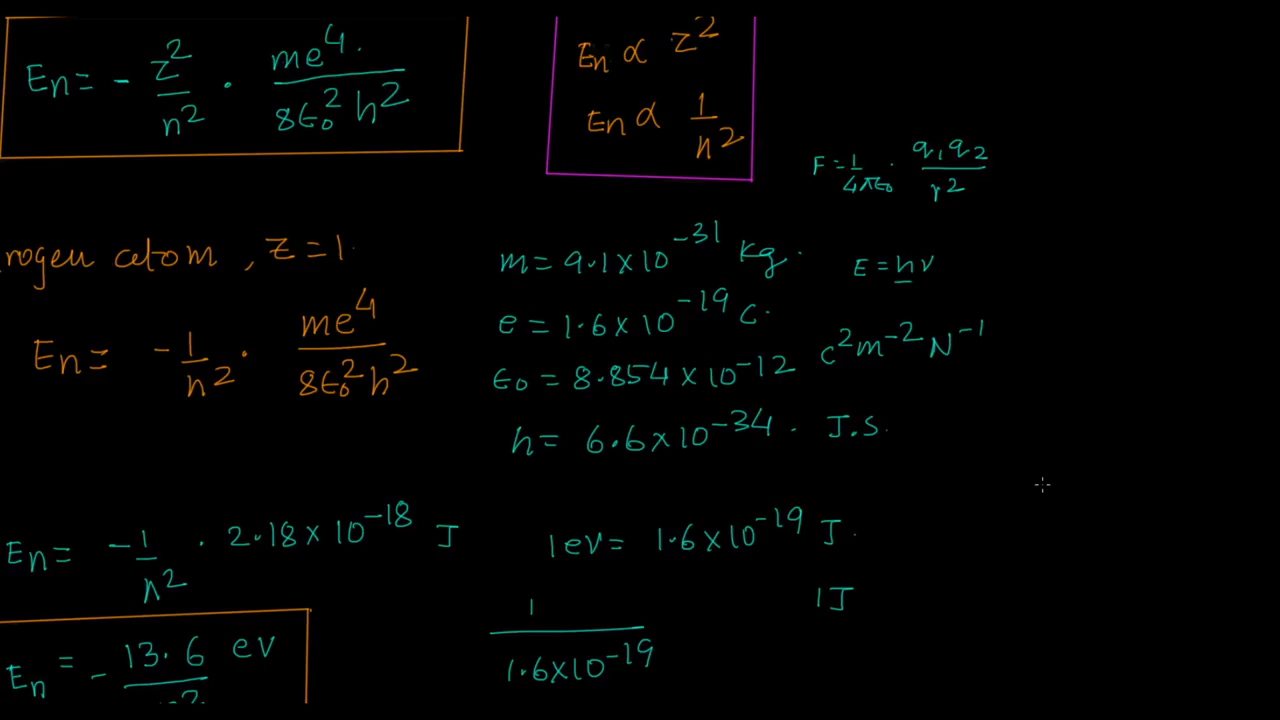 En = - z²/n² · me⁴/8ε₀²h²
En ∝ z²
En ∝ 1/n²
F = 1/4πε₀ · q₁q₂/r²
rogen atom, z = 1
m = 9.1 × 10⁻³¹ kg.
E = hν
e = 1.6 × 10⁻¹⁹ C.
En = - 1/n² · me⁴/8ε₀²h²
ε₀ = 8.854 × 10⁻¹² C²m⁻²N⁻¹
h = 6.6 × 10⁻³⁴. J.S.
En = -1/n² · 2.18 × 10⁻¹⁸ J
1ev = 1.6 × 10⁻¹⁹ J.
1/1.6 × 10⁻¹⁹
1J
En = - 13.6/n² ev